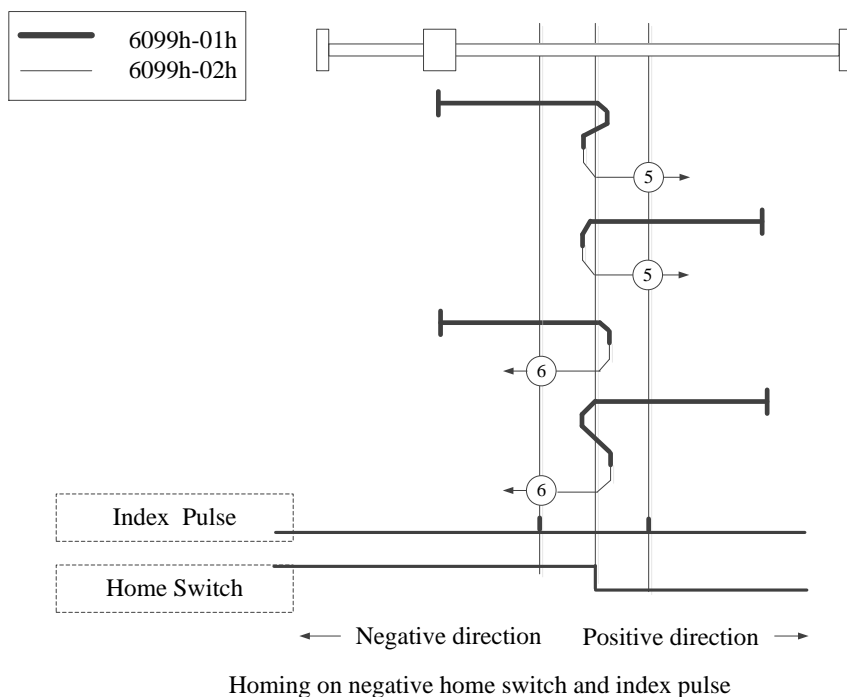 6099h-01h
6099h-02h
5
5
6
6
Index Pulse
Home Switch
Negative direction Positive direction
Homing on negative home switch and index pulse